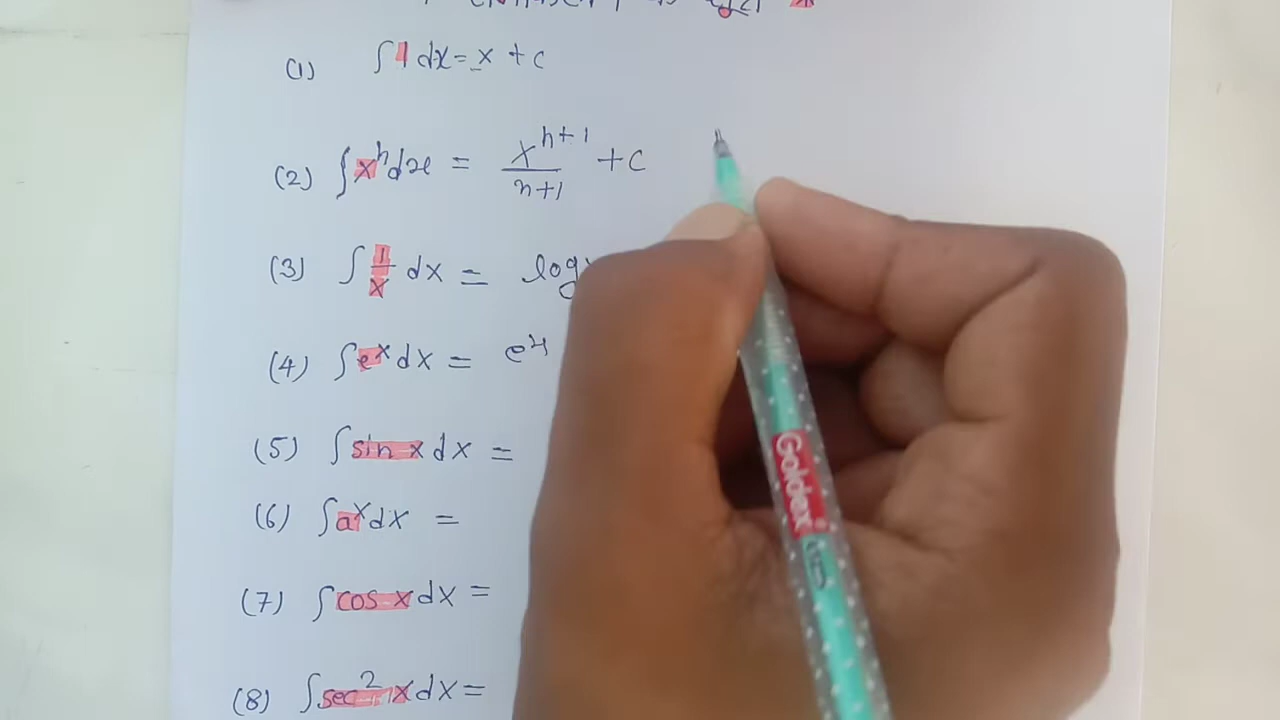 (1) ∫1 dx = x + c
(2) ∫xⁿdx = xⁿ⁺¹/n+1 + c
(3) ∫1/x dx = log
(4) ∫eˣ dx = e
(5) ∫sin x dx =
(6) ∫aˣdx =
(7) ∫cos x dx =
(8) ∫sec²x dx =
Goldex